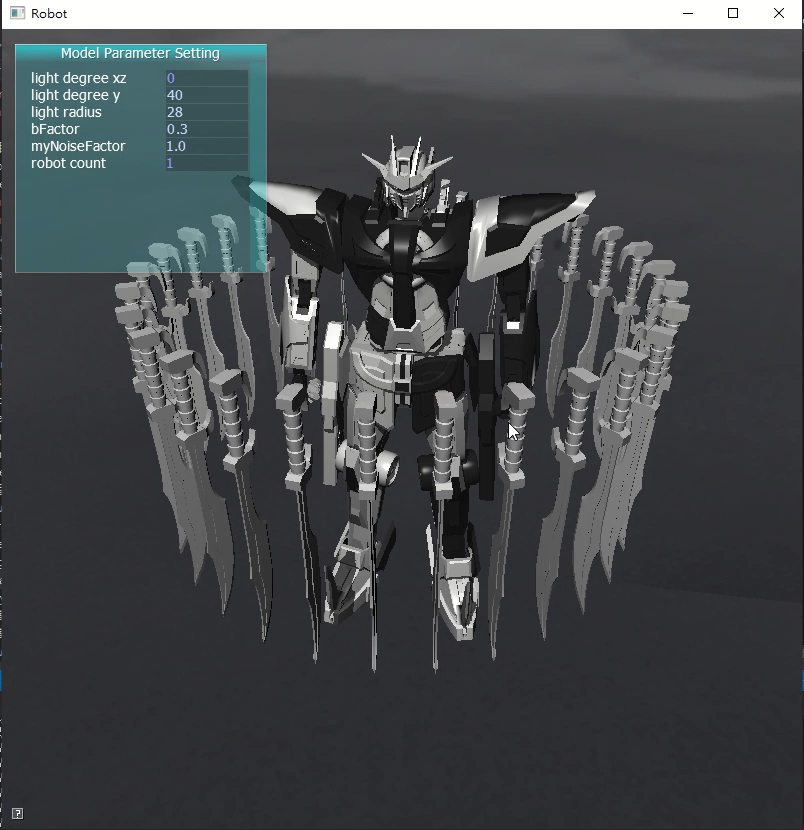 Robot
Model Parameter Setting
light degree xz 0
light degree y 40
light radius 28
bFactor 0.3
myNoiseFactor 1.0
robot count 1
?